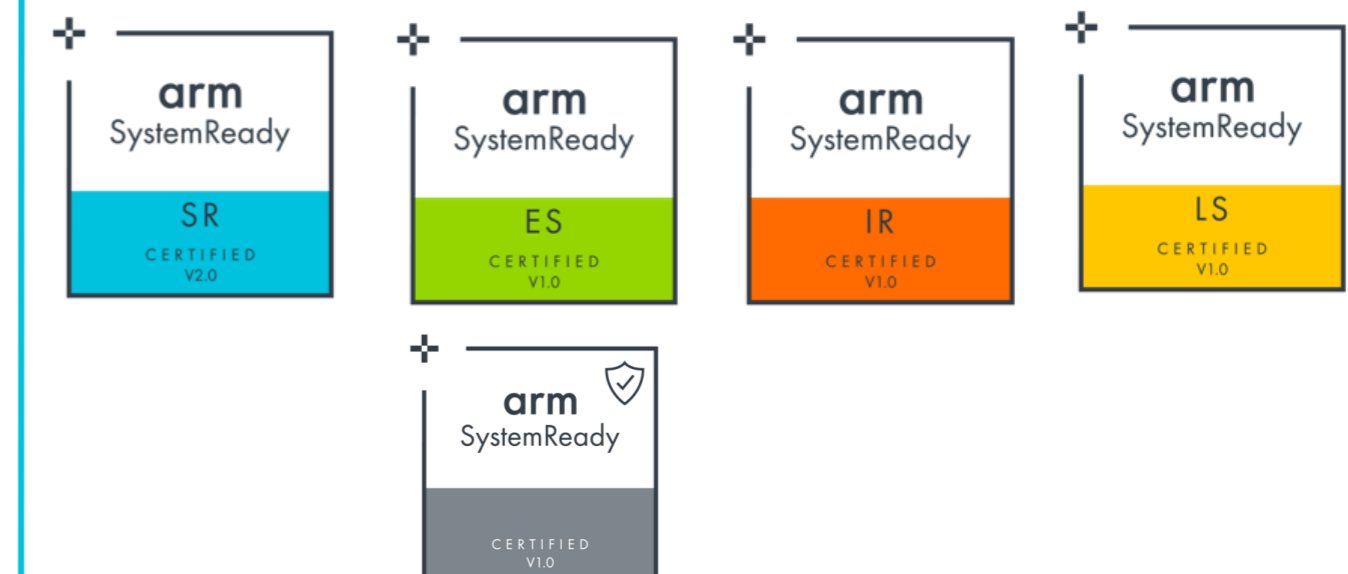 arm
SystemReady
SR
CERTIFIED
V2.0
arm
SystemReady
ES
CERTIFIED
V1.0
arm
SystemReady
IR
CERTIFIED
V1.0
arm
SystemReady
LS
CERTIFIED
V1.0
arm
SystemReady
CERTIFIED
V1.0